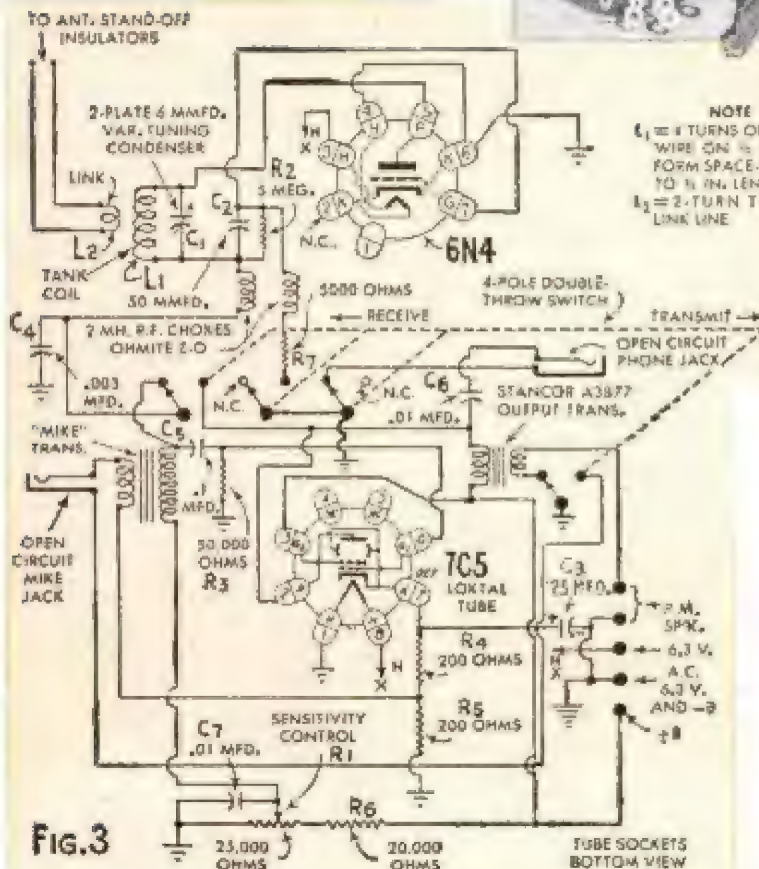 TO ANT. STAND-OFF
INSULATORS
2-PLATE 6 MMFD.
VAR. TUNING
CONDENSER
LINK
L2
TANK
COIL
L1
C1
C2
50 MMFD.
R2
5 MEG.
H
X
N.C.
6N4
NOTE
TURNS
WIRE ON
FORM SPACE-
TO
L2 = 2-TURN
LINK LINE
5000 OHMS
R7
4-POLE DOUBLE-
THROW SWITCH
← RECEIVE
TRANSMIT →
OPEN CIRCUIT
PHONE JACK
C4
.003
MFD.
2 MH. R.F. CHOKES
OHMITE Z-0
N.C.
N.C.
C6
.01 MFD.
STANCOR A3877
OUTPUT TRANS.
"MIKE"
TRANS.
C5
.1
MFD.
OPEN
CIRCUIT
MIKE
JACK
50,000
OHMS
R3
7C5
LOKTAL
TUBE
C3
25 MFD.
P.M.
SPK.
6.3 V.
A.C.
6.3 V.
AND -B
+B
H
X
H
X
R4
200 OHMS
R5
200 OHMS
C7
.01 MFD.
SENSITIVITY
CONTROL
R1
R6
25,000
OHMS
20,000
OHMS
FIG.3
TUBE SOCKETS
BOTTOM VIEW